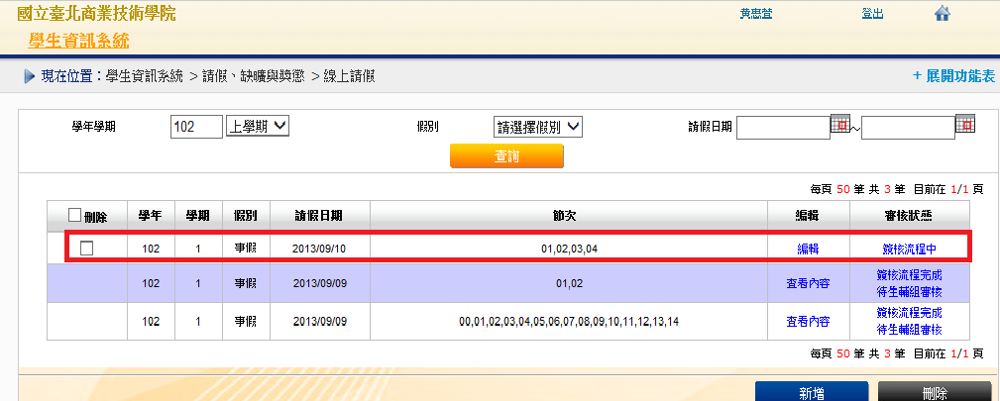 國立臺北商業技術學院
黃惠萱 登出
學生資訊系統
現在位置：學生資訊系統 >請假、缺曠與獎懲 >線上請假
+ 展開功能表
學年學期 102 上學期 假別 請選擇假別 請假日期 ~
查詢
每頁 50 筆 共 3 筆 目前在 1/1 頁
刪除 學年 學期 假別 請假日期 節次 編輯 審核狀態
102 1 事假 2013/09/10 01,02,03,04 編輯 簽核流程中
102 1 事假 2013/09/09 01,02 查看內容 簽核流程完成
待生輔組審核
102 1 事假 2013/09/09 00,01,02,03,04,05,06,07,08,09,10,11,12,13,14 查看內容 簽核流程完成
待生輔組審核
每頁 50 筆 共 3 筆 目前在 1/1 頁
新增 刪除